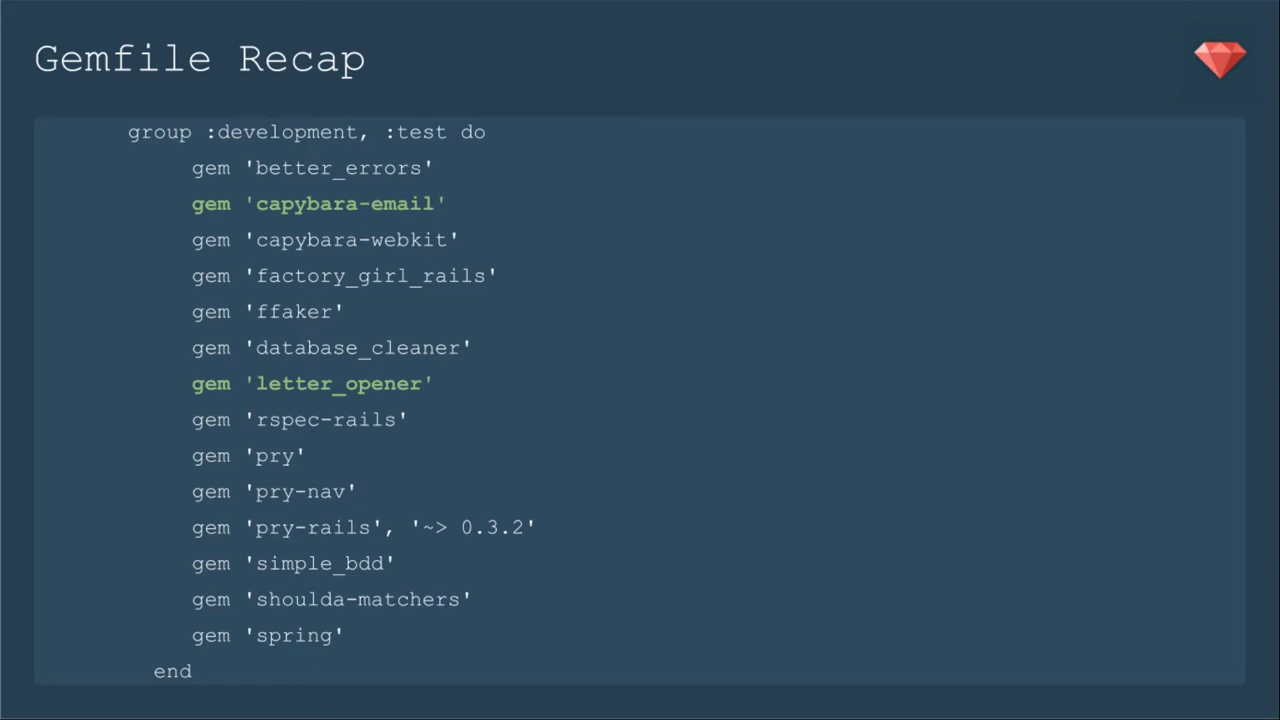 Gemfile Recap
group :development, :test do
gem 'better_errors'
gem 'capybara-email'
gem 'capybara-webkit'
gem 'factory_girl_rails'
gem 'ffaker'
gem 'database_cleaner'
gem 'letter_opener'
gem 'rspec-rails'
gem 'pry'
gem 'pry-nav'
gem 'pry-rails', '~> 0.3.2'
gem 'simple_bdd'
gem 'shoulda-matchers'
gem 'spring'
end